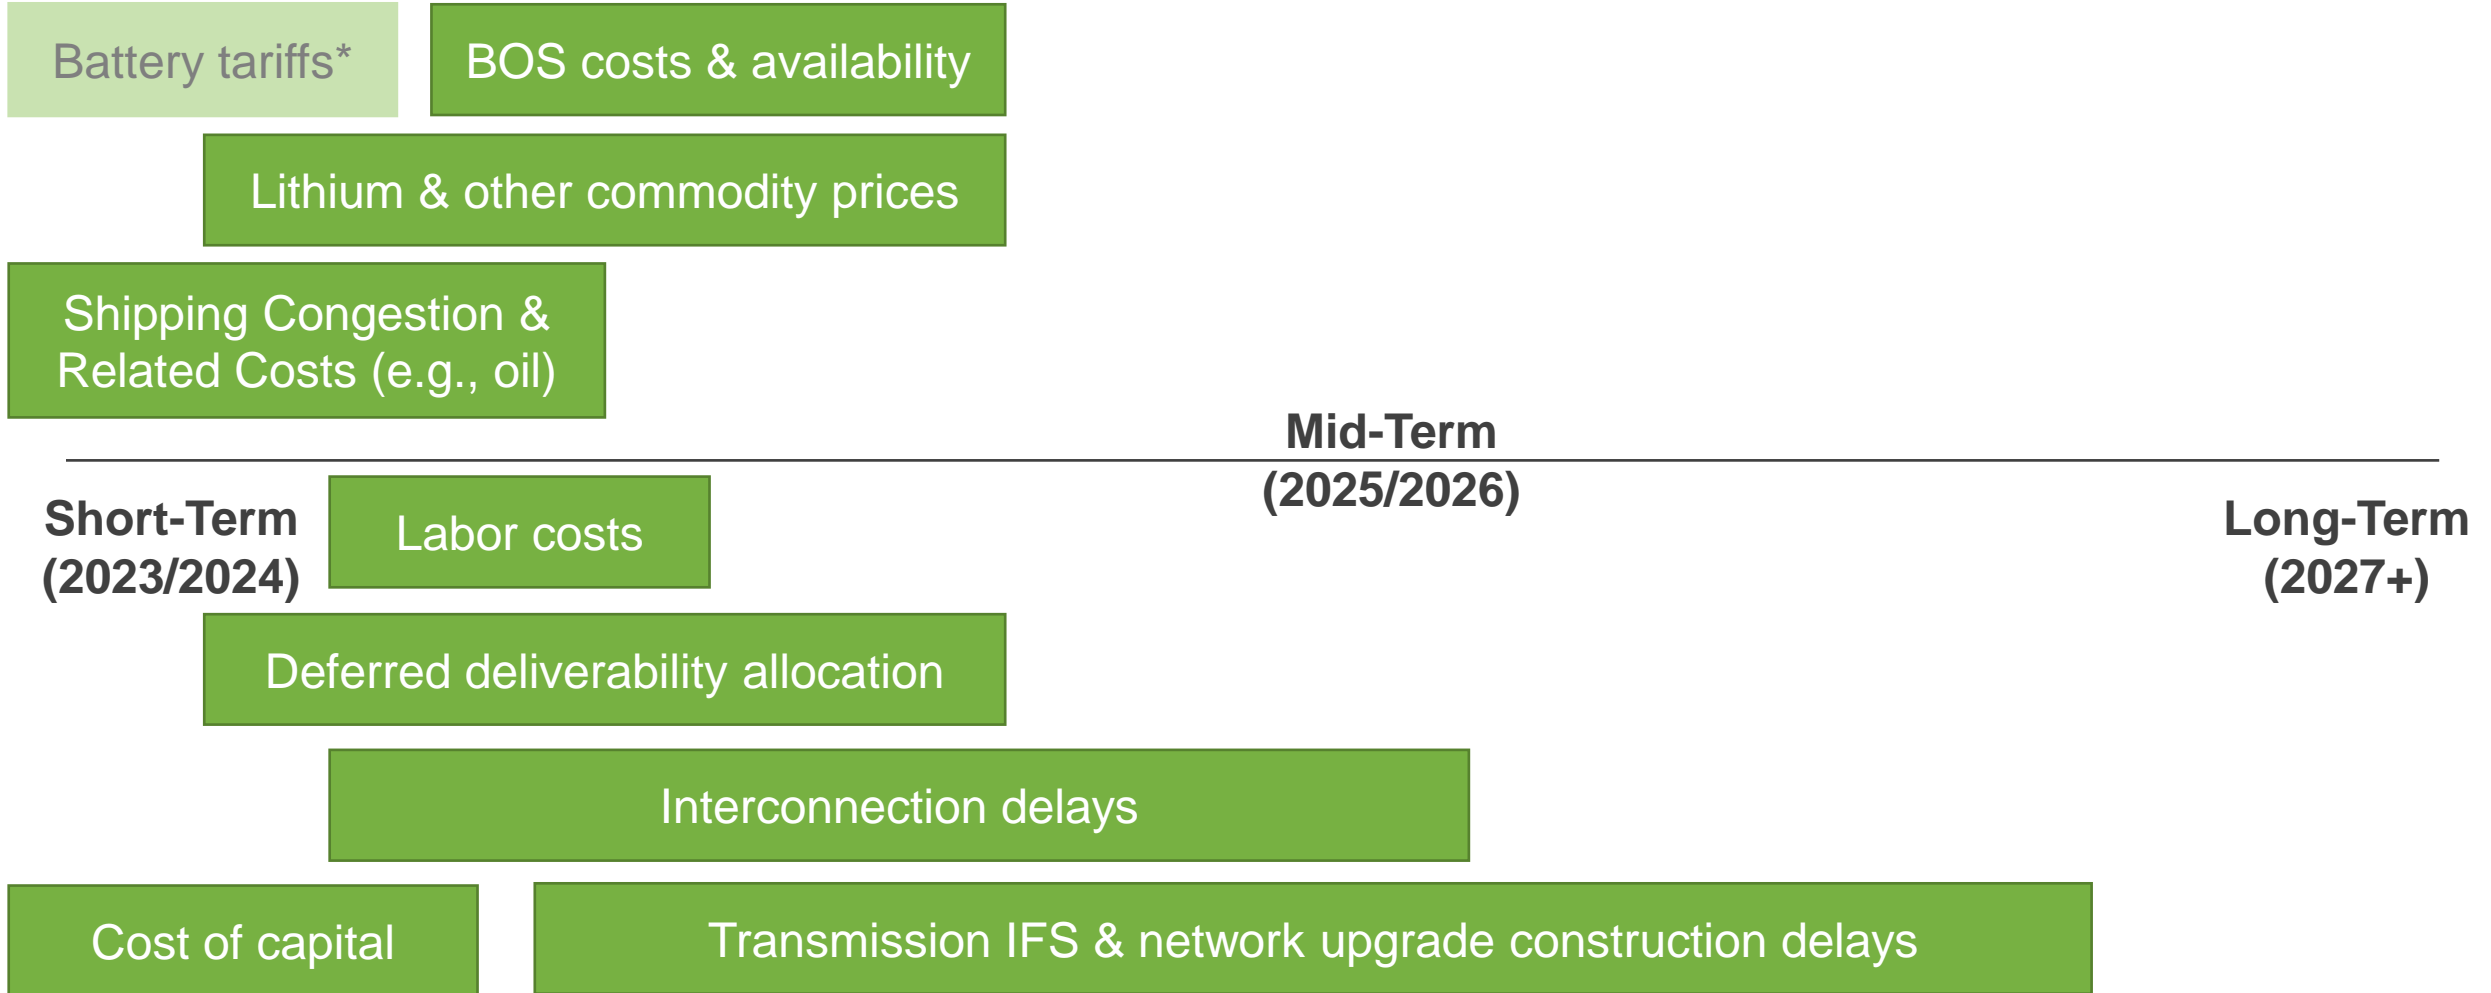 Battery tariffs*
BOS costs & availability
Lithium & other commodity prices
Shipping Congestion &
Related Costs (e.g., oil)
Mid-Term
(2025/2026)
Short-Term
(2023/2024)
Labor costs
Long-Term
(2027+)
Deferred deliverability allocation
Interconnection delays
Cost of capital
Transmission IFS & network upgrade construction delays